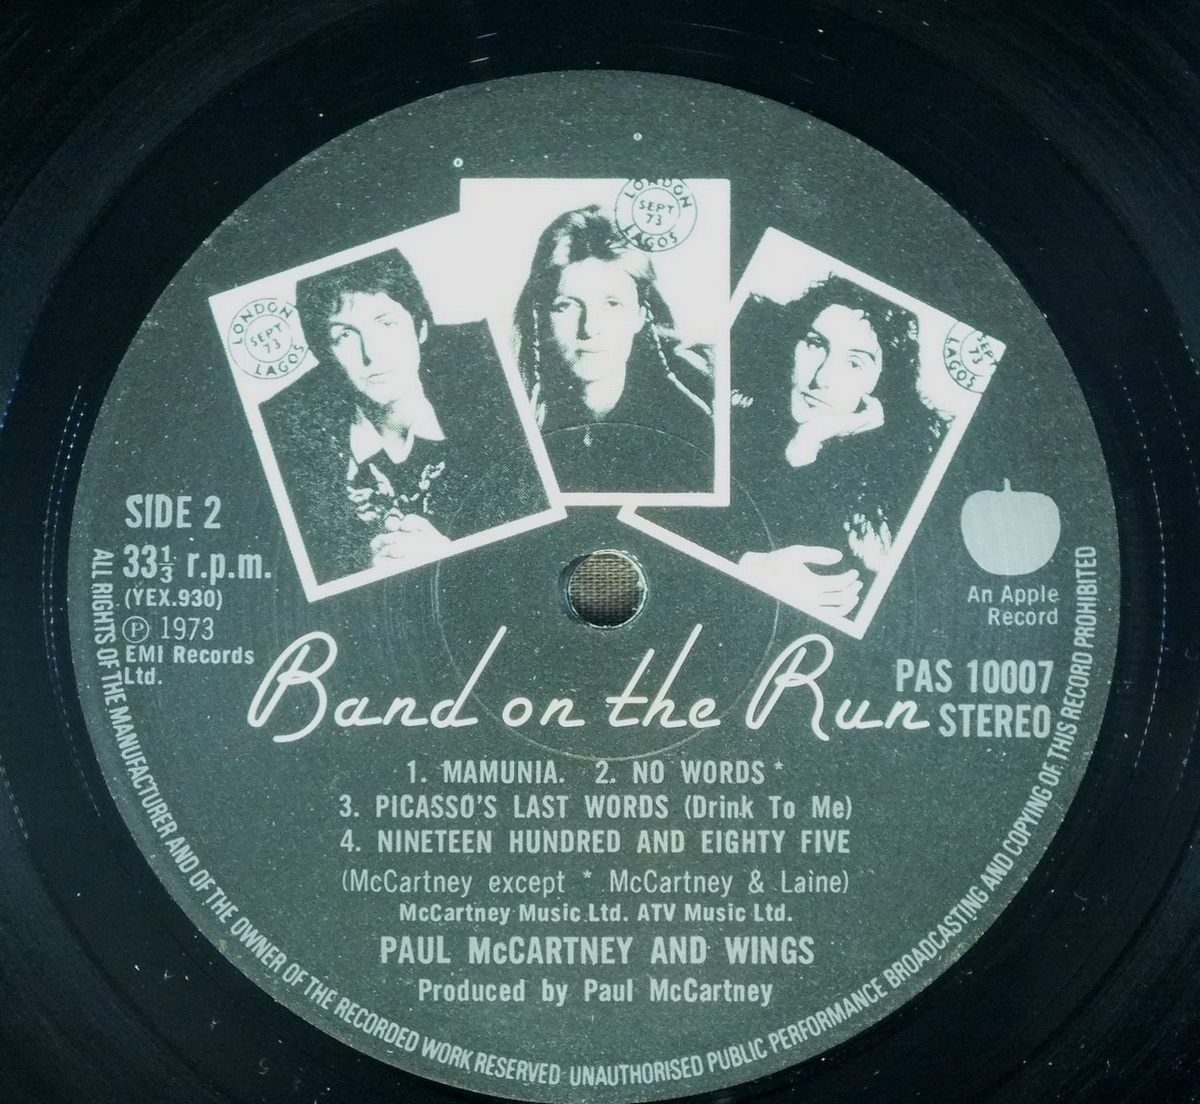 LONDON
SEPT
73
LAGOS
LONDON
SEPT
73
LAGOS
SEPT
73
LAGOS
SIDE 2
33⅓ r.p.m.
(YEX.930)
℗ 1973
EMI Records
Ltd.
An Apple
Record
PAS 10007
STEREO
Band on the Run
1. MAMUNIA. 2. NO WORDS *
3. PICASSO'S LAST WORDS (Drink To Me)
4. NINETEEN HUNDRED AND EIGHTY FIVE
(McCartney except * McCartney & Laine)
McCartney Music Ltd. ATV Music Ltd.
PAUL McCARTNEY AND WINGS
Produced by Paul McCartney
ALL RIGHTS OF THE MANUFACTURER AND OF THE OWNER OF THE RECORDED WORK RESERVED UNAUTHORISED PUBLIC PERFORMANCE BROADCASTING AND COPYING OF THIS RECORD PROHIBITED